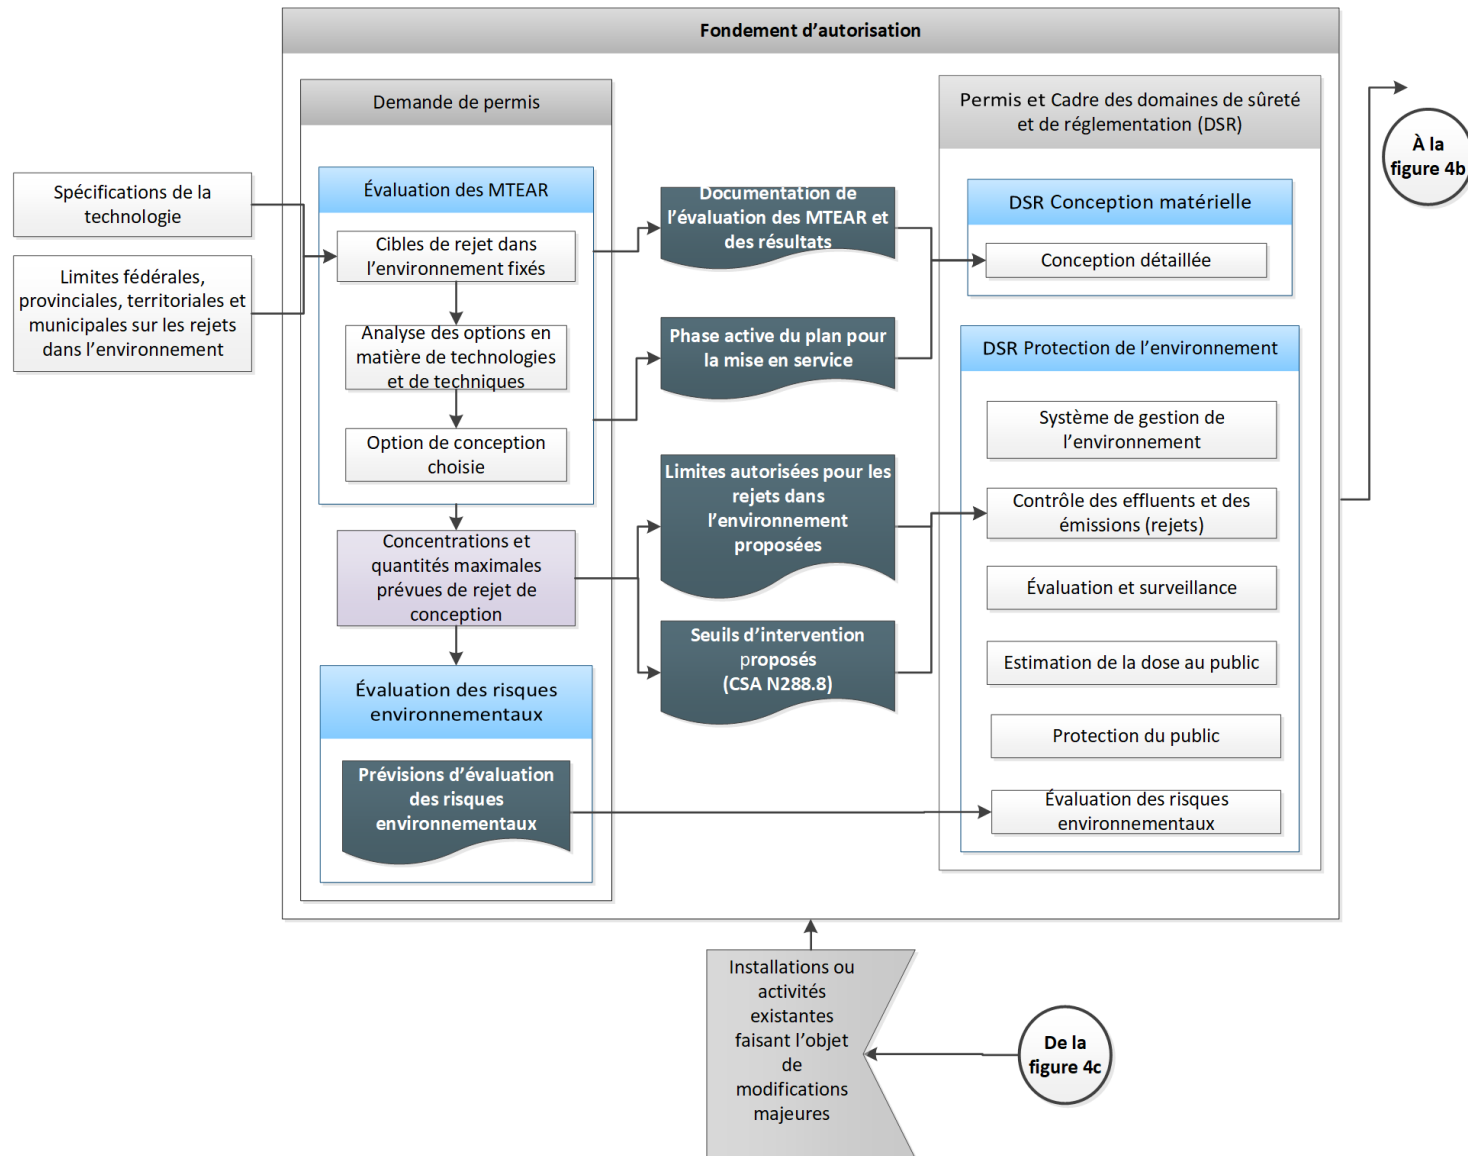 Fondement d'autorisation
Demande de permis
Spécifications de la
technologie
Limites fédérales,
provinciales, territoriales et
municipales sur les rejets
dans l'environnement
Évaluation des MTEAR
Cibles de rejet dans
l'environnement fixés
Analyse des options en
matière de technologies
et de techniques
Option de conception
choisie
Concentrations et
quantités maximales
prévues de rejet de
conception
Évaluation des risques
environnementaux
Prévisions d'évaluation
des risques
environnementaux
Documentation de
l'évaluation des MTEAR et
des résultats
Phase active du plan pour
la mise en service
Limites autorisées pour les
rejets dans
l'environnement
proposées
Seuils d'intervention
proposés
(CSA N288.8)
Permis et Cadre des domaines de sûreté
et de réglementation (DSR)
DSR Conception matérielle
Conception détaillée
DSR Protection de l'environnement
Système de gestion de
l'environnement
Contrôle des effluents et des
émissions (rejets)
Évaluation et surveillance
Estimation de la dose au public
Protection du public
Évaluation des risques
environnementaux
À la
figure 4b
Installations ou
activités
existantes
faisant l'objet
de
modifications
majeures
De la
figure 4c